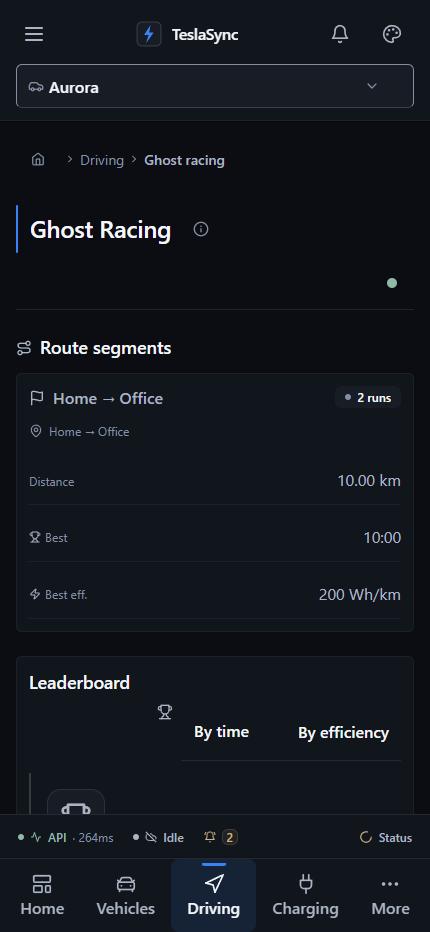 TeslaSync
Aurora
Driving
Ghost racing
Ghost Racing
Route segments
Home → Office
2 runs
Home → Office
Distance
10.00 km
Best
10:00
Best eff.
200 Wh/km
Leaderboard
By time
By efficiency
API · 264ms
Idle
2
Status
Home
Vehicles
Driving
Charging
More